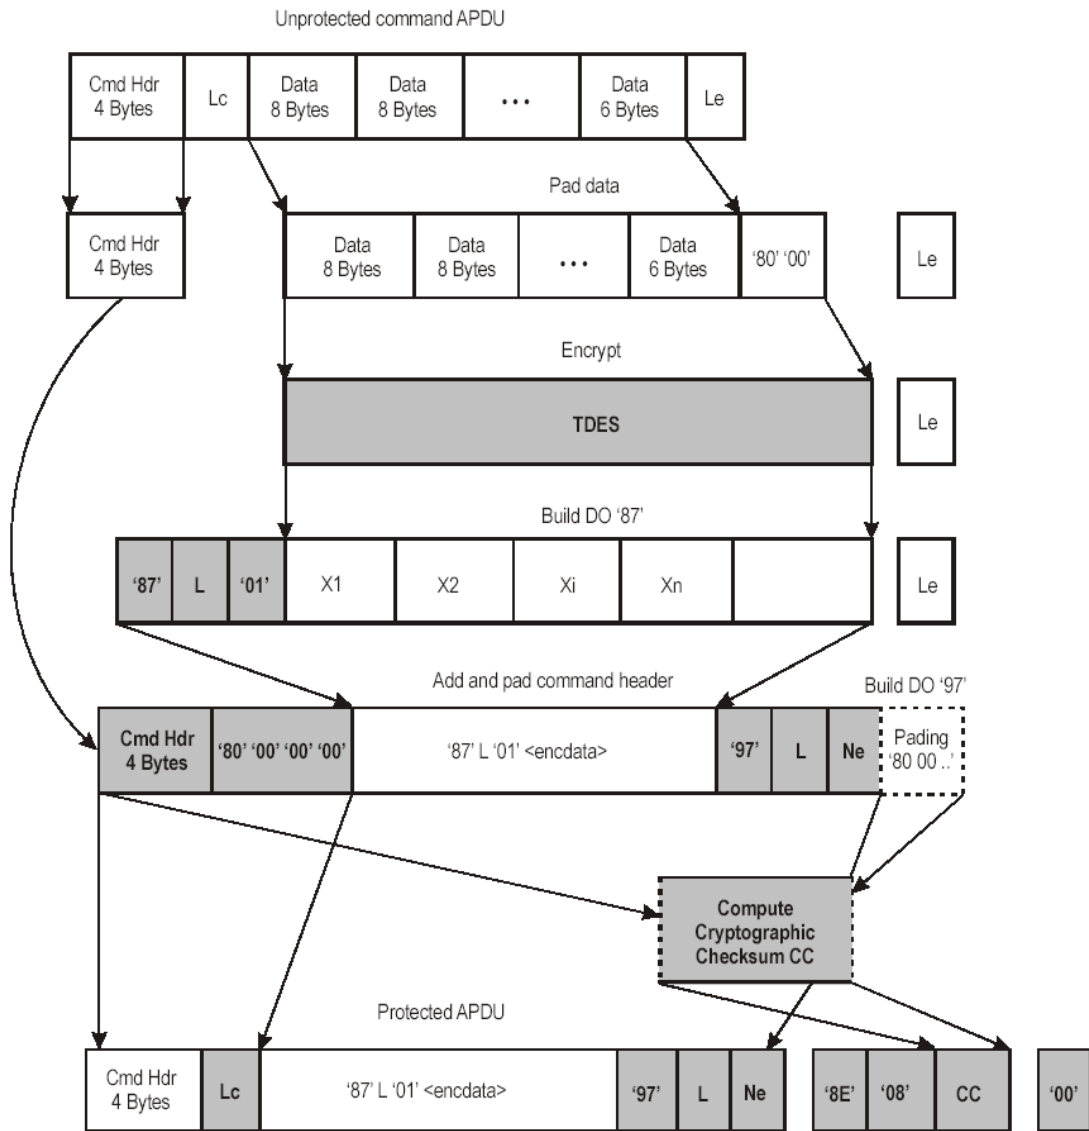 Unprotected command APDU
Cmd Hdr
4 Bytes
Lc
Data
8 Bytes
Data
8 Bytes
...
Data
6 Bytes
Le
Pad data
Cmd Hdr
4 Bytes
Data
8 Bytes
Data
8 Bytes
...
Data
6 Bytes
‘80’ ‘00’
Le
Encrypt
TDES
Le
Build DO ‘87’
‘87’
L
‘01’
X1
X2
Xi
Xn
Le
Add and pad command header
Build DO ‘97’
Cmd Hdr
4 Bytes
‘80’ ‘00’ ‘00’ ‘00’
‘87’ L ‘01’ <encdata>
‘97’
L
Ne
Pading
‘80 00 ..’
Compute
Cryptographic
Checksum CC
Protected APDU
Cmd Hdr
4 Bytes
Lc
‘87’ L ‘01’ <encdata>
‘97’
L
Ne
‘8E’
‘08’
CC
‘00’